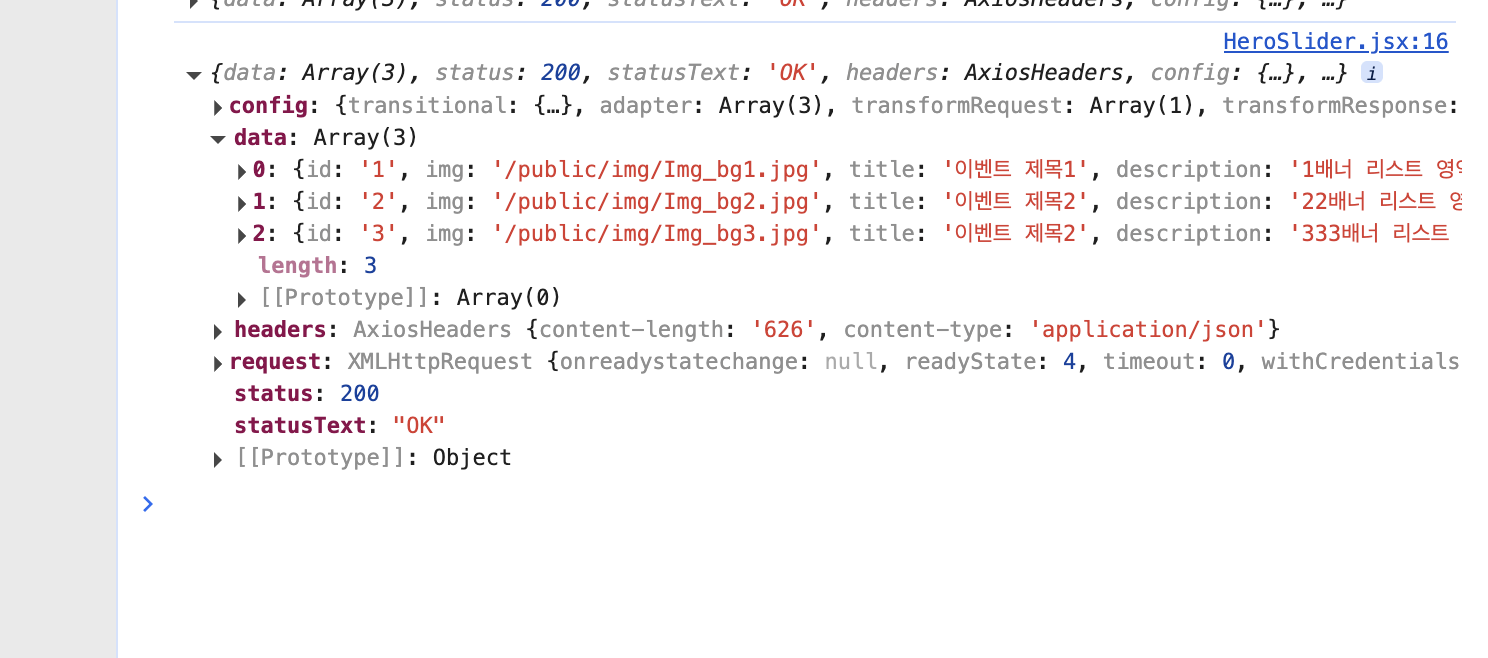 {data: Array(3), status: 200, statusText: 'OK', headers: AxiosHeaders, config: {…}, …}
HeroSlider.jsx:16
{data: Array(3), status: 200, statusText: 'OK', headers: AxiosHeaders, config: {…}, …} i
config: {transitional: {…}, adapter: Array(3), transformRequest: Array(1), transformResponse:
data: Array(3)
0: {id: '1', img: '/public/img/Img_bg1.jpg', title: '이벤트 제목1', description: '1배너 리스트 영역
1: {id: '2', img: '/public/img/Img_bg2.jpg', title: '이벤트 제목2', description: '22배너 리스트 영
2: {id: '3', img: '/public/img/Img_bg3.jpg', title: '이벤트 제목2', description: '333배너 리스트
length: 3
[[Prototype]]: Array(0)
headers: AxiosHeaders {content-length: '626', content-type: 'application/json'}
request: XMLHttpRequest {onreadystatechange: null, readyState: 4, timeout: 0, withCredentials
status: 200
statusText: "OK"
[[Prototype]]: Object